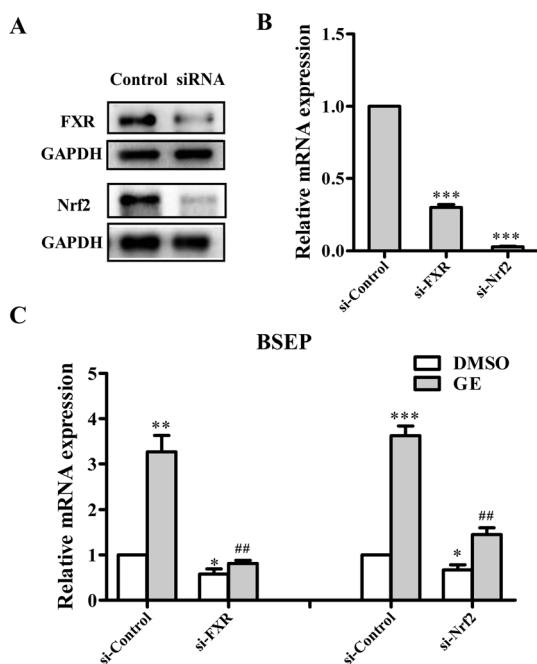 A
Control siRNA
FXR
GAPDH
Nrf2
GAPDH
B
Relative mRNA expression
1.5
1.0
0.5
0.0
***
***
si-Control
si-FXR
si-Nrf2
C
BSEP
DMSO
GE
Relative mRNA expression
5
4
3
2
1
0
**
*
##
***
*
##
si-Control
si-FXR
si-Control
si-Nrf2